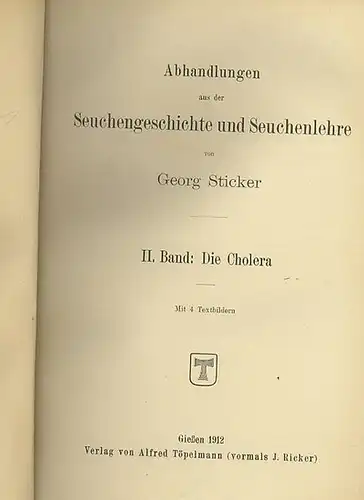 Abhandlungen
aus der
Seuchengeschichte und Seuchenlehre
von
Georg Sticker
II. Band: Die Cholera
Mit 4 Textbildern
T
Gießen 1912
Verlag von Alfred Töpelmann (vormals J. Ricker)